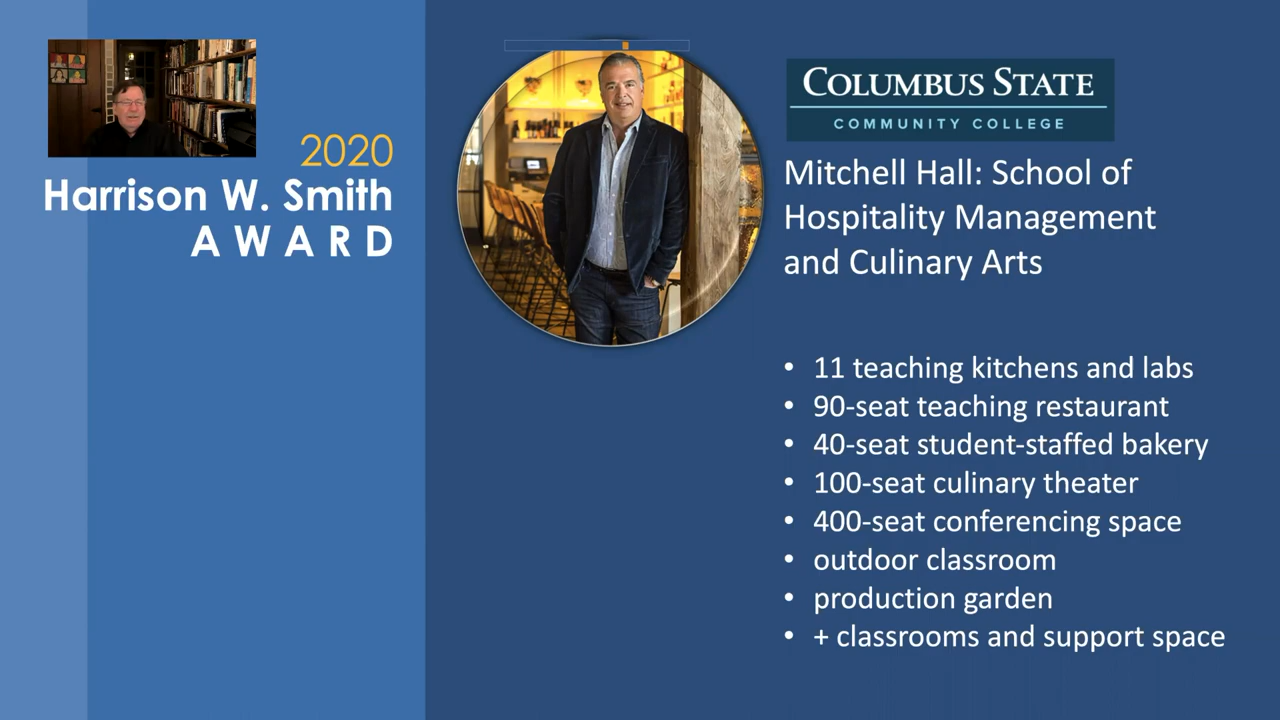 2020
Harrison W. Smith
AWARD
COLUMBUS STATE
COMMUNITY COLLEGE
Mitchell Hall: School of
Hospitality Management
and Culinary Arts
• 11 teaching kitchens and labs
• 90-seat teaching restaurant
• 40-seat student-staffed bakery
• 100-seat culinary theater
• 400-seat conferencing space
• outdoor classroom
• production garden
• + classrooms and support space